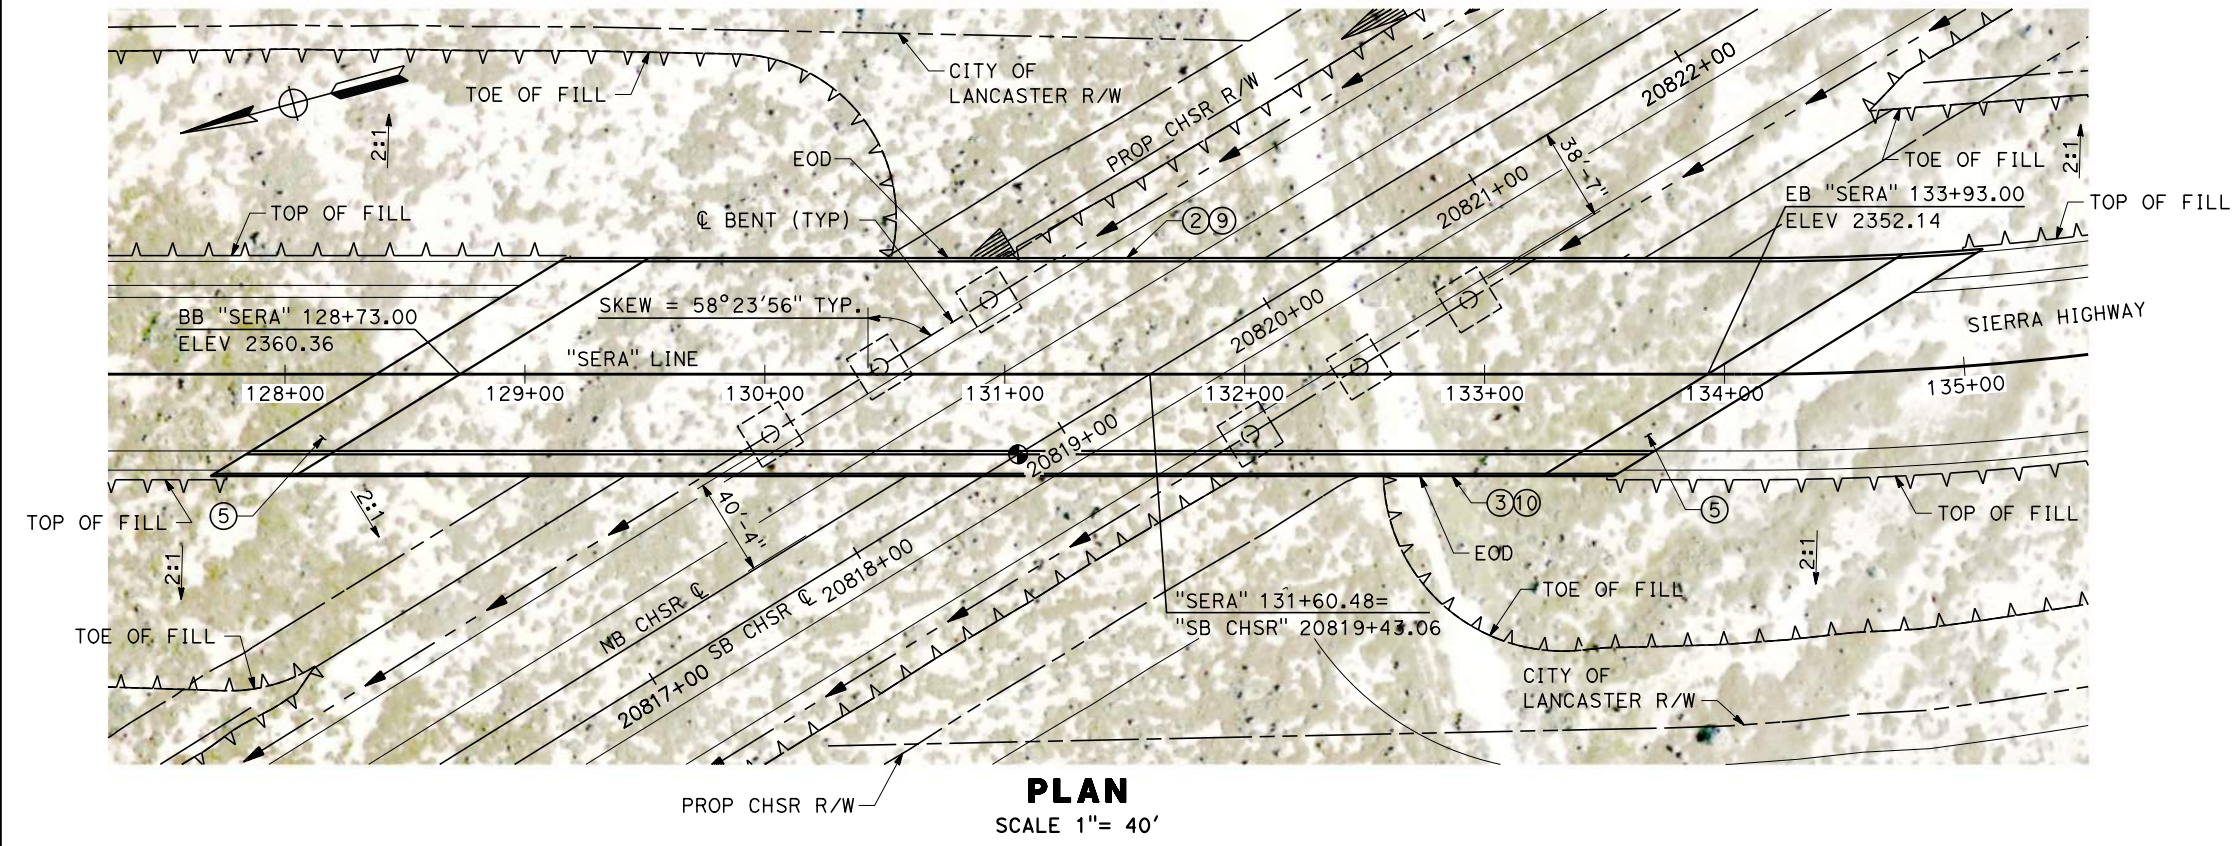 CITY OF
LANCASTER R/W
TOE OF FILL
2:1
PROP CHSR R/W
20822+00
38'-7"
EOD
TOE OF FILL
2:1
TOP OF FILL
℄ BENT (TYP)
2 9
20821+00
EB "SERA" 133+93.00
ELEV 2352.14
TOP OF FILL
BB "SERA" 128+73.00
ELEV 2360.36
SKEW = 58°23'56" TYP.
"SERA" LINE
20820+00
SIERRA HIGHWAY
128+00
129+00
130+00
131+00
132+00
133+00
134+00
135+00
20819+00
TOP OF FILL
5
2:1
40'-4"
3 10
5
TOP OF FILL
2:1
EOD
2:1
20818+00
NB CHSR ℄
SB CHSR ℄
20817+00
"SERA" 131+60.48=
"SB CHSR" 20819+43.06
TOE OF FILL
TOE OF FILL
CITY OF
LANCASTER R/W
PROP CHSR R/W
PLAN
SCALE 1"= 40'